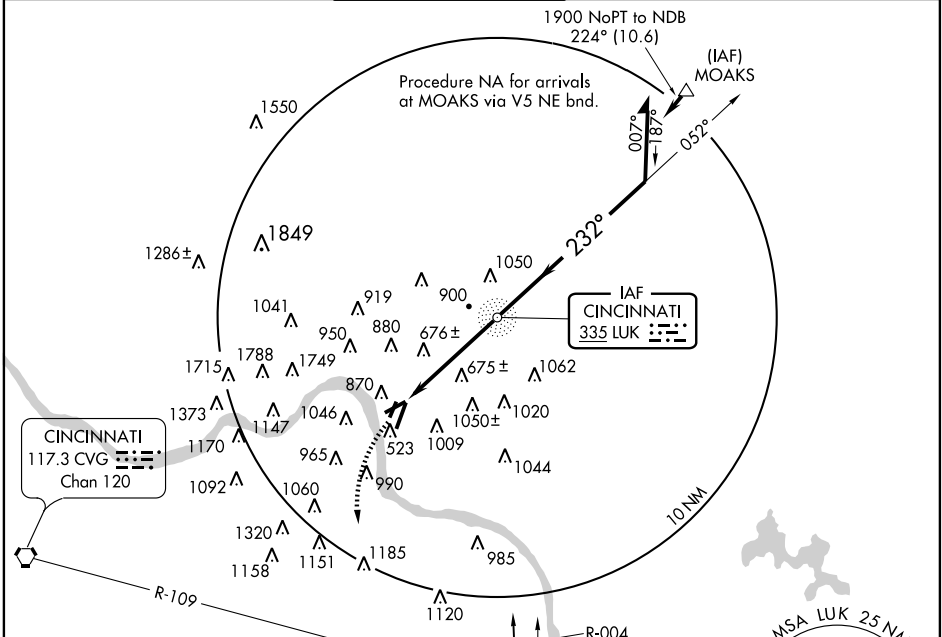 1900 NoPT to NDB
224° (10.6)
(IAF)
MOAKS
Procedure NA for arrivals
at MOAKS via V5 NE bnd.
1550
007°
187°
052°
232°
1849
1286±
1050
900
919
1041
IAF
CINCINNATI
335 LUK
950
880
676±
1715
1788
1749
675±
1062
870
1373
1147
1046
1050±
1020
CINCINNATI
117.3 CVG
Chan 120
1170
523
1009
965
1044
1092
990
1060
10 NM
1320
1151
1185
985
1158
1120
R-109
R-004
MSA LUK 25 NM